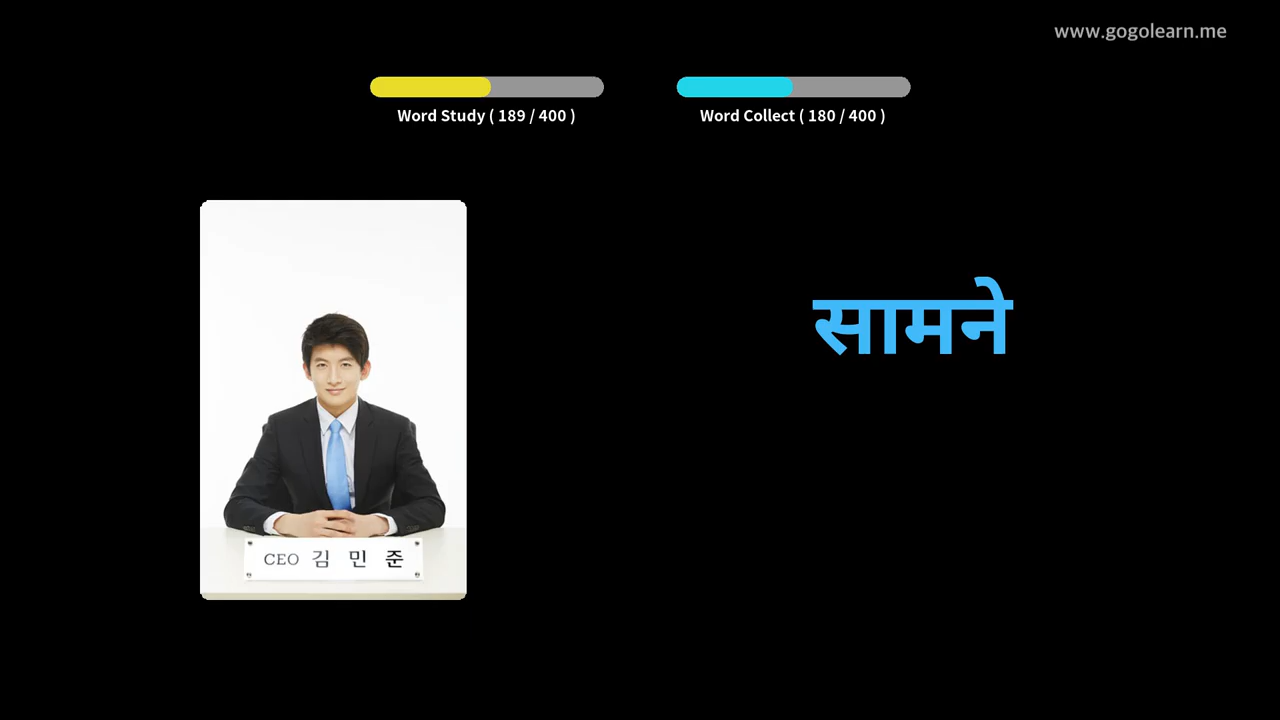 www.gogolearn.me
Word Study ( 189 / 400 )
Word Collect ( 180 / 400 )
सामने
CEO 김 민 준